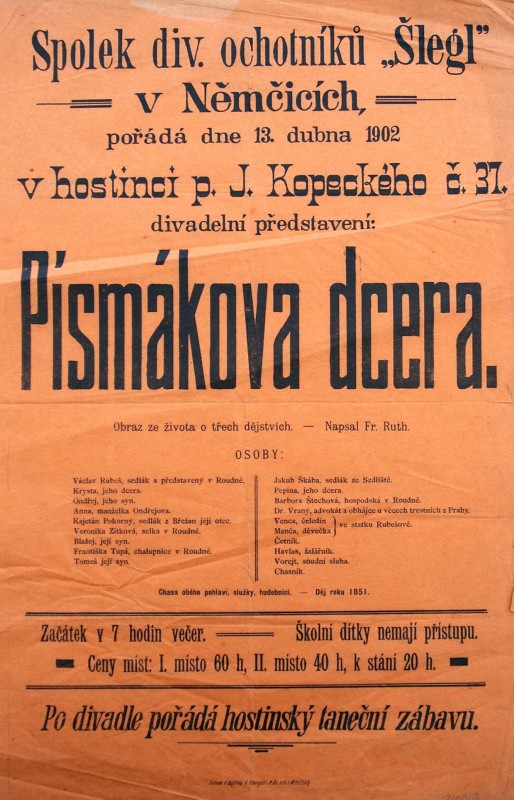 Spolek div. ochotníků „Šlegl”
v Němčicích,
pořádá dne 13. dubna 1902
v hostinci p. J. Kopeckého č. 37.
divadelní představení:
Písmákova dcera.
Obraz ze života o třech dějstvích. — Napsal Fr. Ruth.
OSOBY:
Václav Rubeš, sedlák a představený v Roudné.
Krysta, jeho dcera.
Ondřej, jeho syn.
Anna, manželka Ondřejova.
Kajetán Pokorný, sedlák z Břežan její otec.
Veronika Zítková, selka v Roudné.
Blažej, její syn.
Františka Tupá, chalupnice v Roudné.
Tomeš její syn.
Jakub Škába, sedlák ze Sedliště.
Pepina, jeho dcera.
Barbora Štechová, hospodská v Roudné.
Dr. Vraný, advokát a obhájce u věcech trestních z Prahy.
Venca, čeledín
Manča, děvečka } ve statku Rubešově.
Četník.
Havlas, žalářník.
Vorejt, soudní sluha.
Chasník.
Chasa obého pohlaví, služky, hudebníci. — Děj roku 1851.
Začátek v 7 hodin večer. Školní dítky nemají přístupu.
Ceny míst: I. místo 60 h, II. místo 40 h, k stání 20 h.
Po divadle pořádá hostinský taneční zábavu.